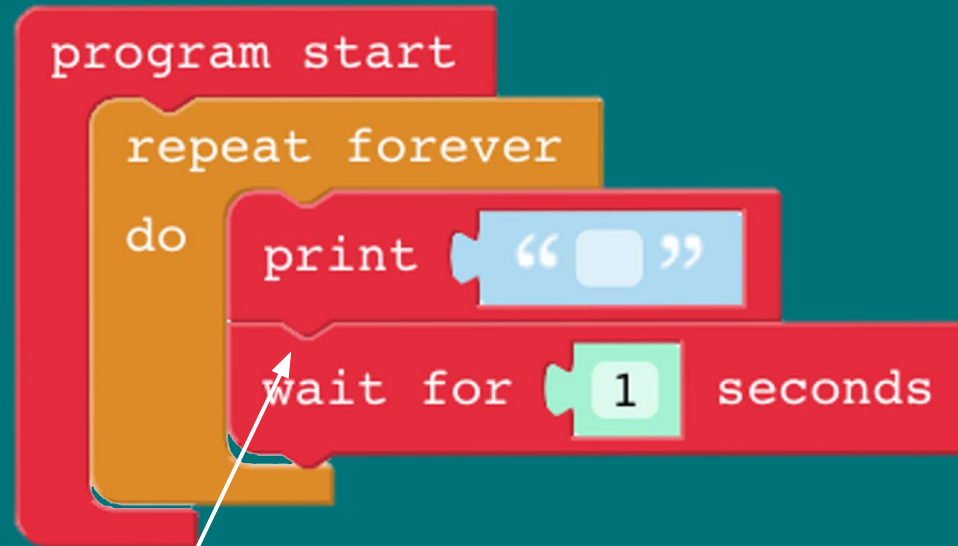 program start
repeat forever
do
print “ ”
wait for 1 seconds